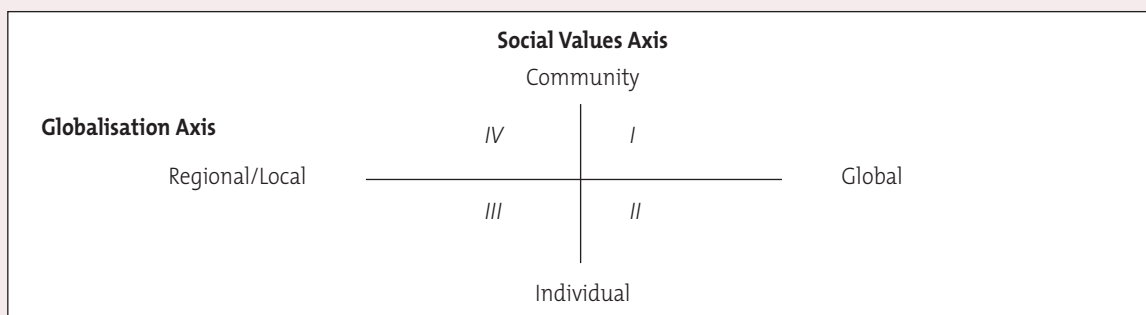 Social Values Axis
Community
Globalisation Axis
IV I
Regional/Local Global
III II
Individual